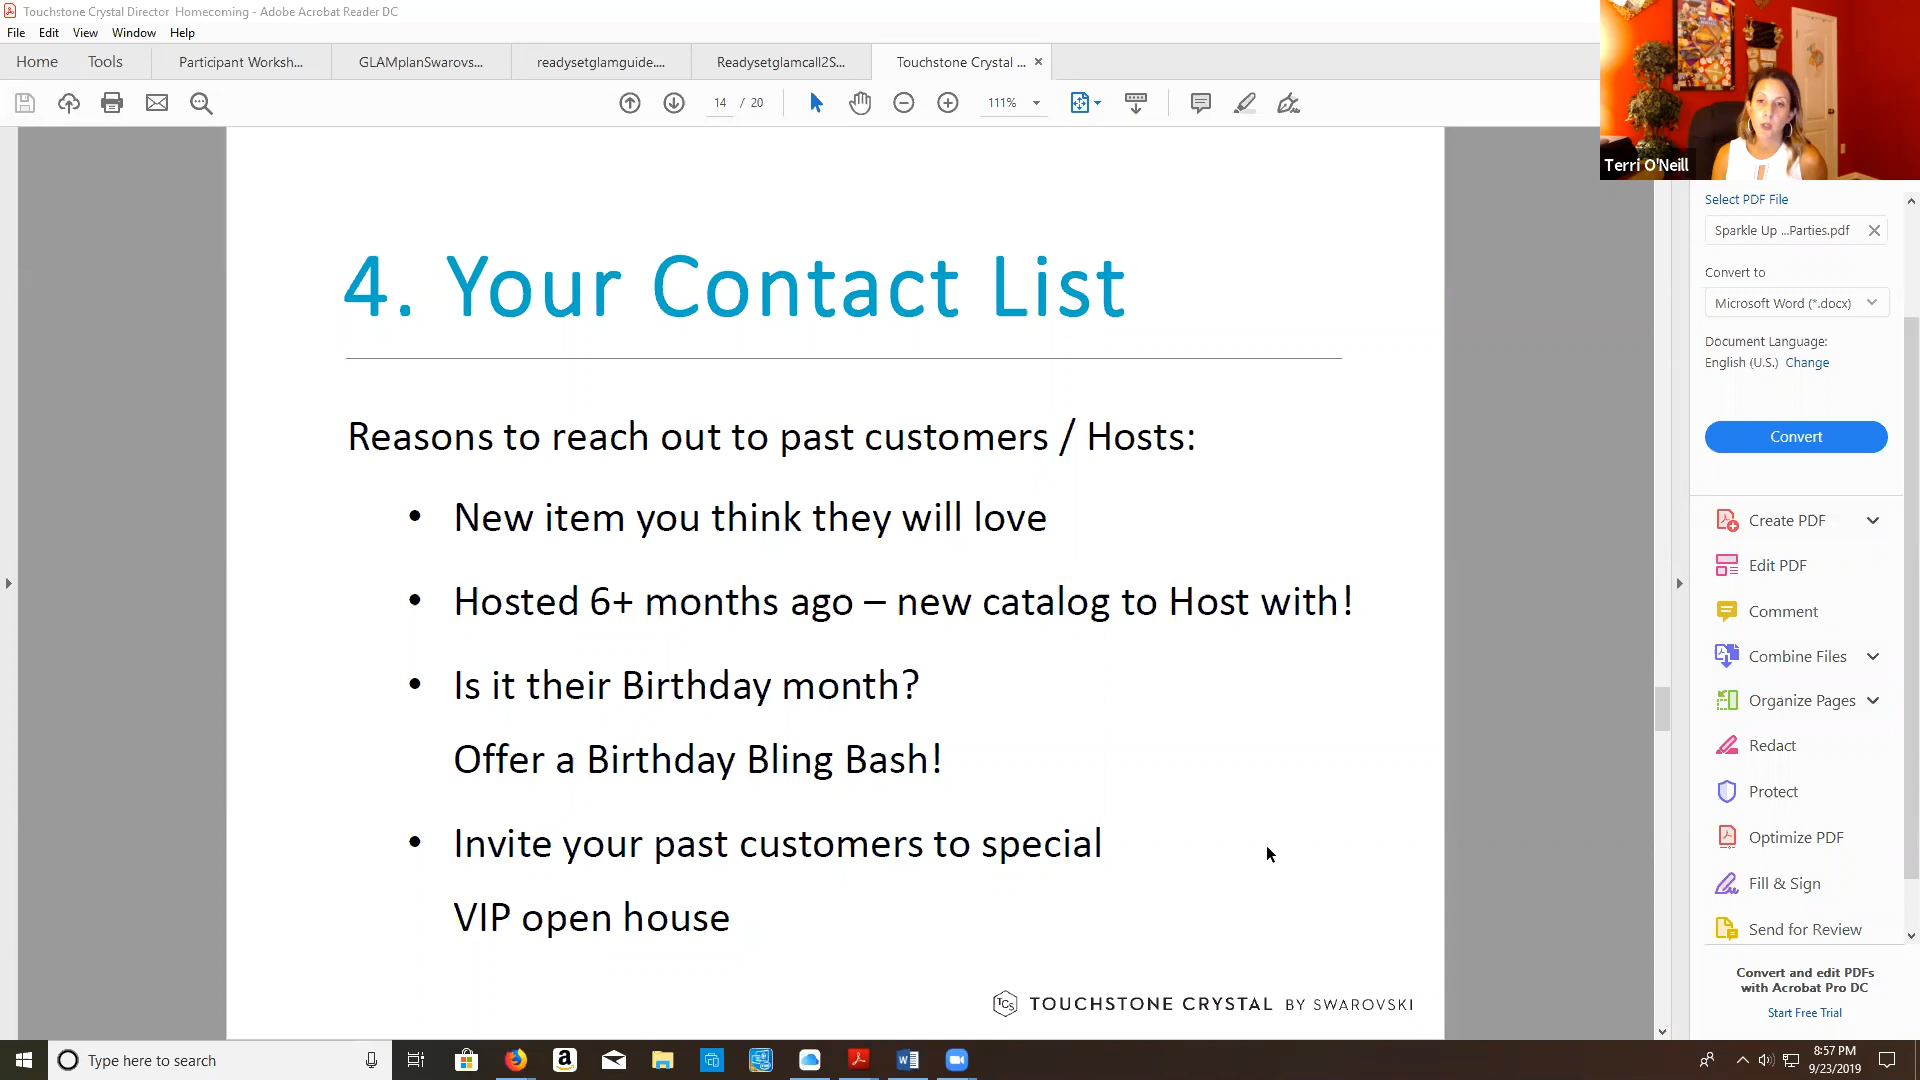 Touchstone Crystal Director  Homecoming - Adobe Acrobat Reader DC
File Edit View Window Help
Home Tools Participant Worksh... GLAMplanSwarovs... readysetglamguide.... Readysetglamcall2S... Touchstone Crystal ...
14 / 20 111%
Terri O'Neill
4. Your Contact List
Reasons to reach out to past customers / Hosts:
• New item you think they will love
• Hosted 6+ months ago – new catalog to Host with!
• Is it their Birthday month?
Offer a Birthday Bling Bash!
• Invite your past customers to special
VIP open house
TCS TOUCHSTONE CRYSTAL BY SWAROVSKI
Select PDF File
Sparkle Up ...Parties.pdf
Convert to
Microsoft Word (*.docx)
Document Language:
English (U.S.) Change
Convert
Create PDF
Edit PDF
Comment
Combine Files
Organize Pages
Redact
Protect
Optimize PDF
Fill & Sign
Send for Review
Convert and edit PDFs
with Acrobat Pro DC
Start Free Trial
Type here to search
8:57 PM
9/23/2019